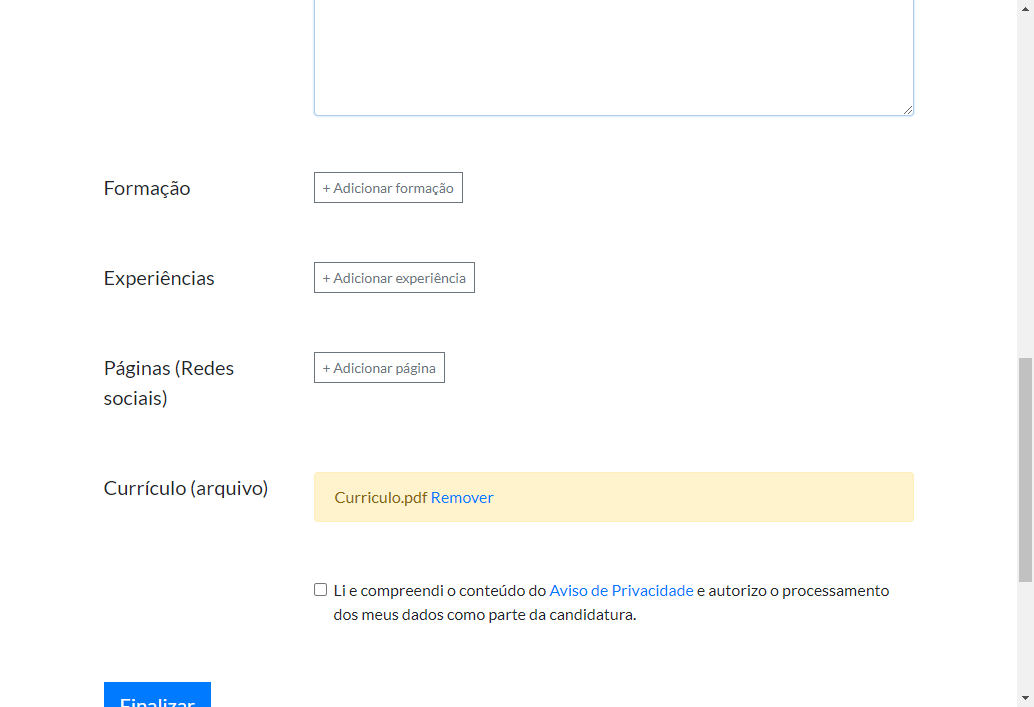 Formação
+ Adicionar formação
Experiências
+ Adicionar experiência
Páginas (Redes
sociais)
+ Adicionar página
Currículo (arquivo)
Curriculo.pdf Remover
Li e compreendi o conteúdo do Aviso de Privacidade e autorizo o processamento
dos meus dados como parte da candidatura.
Finalizar